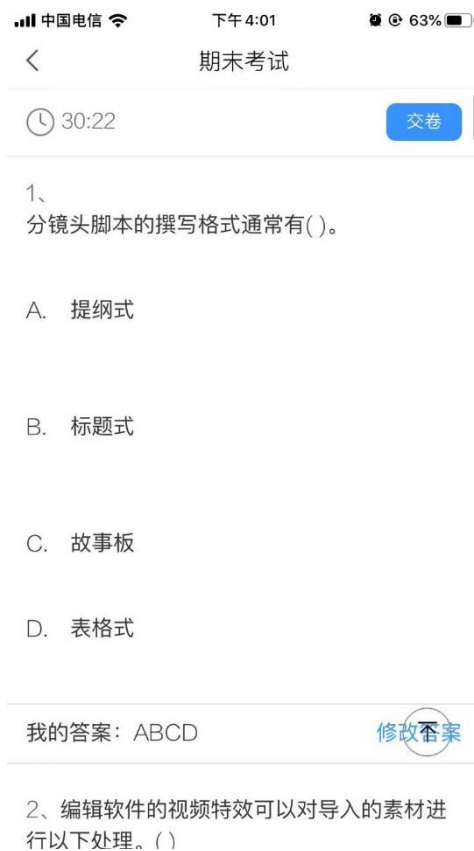 中国电信 下午4:01 63%
期末考试
30:22 交卷
1、
分镜头脚本的撰写格式通常有( )。
A. 提纲式
B. 标题式
C. 故事板
D. 表格式
我的答案：ABCD 修改答案
2、编辑软件的视频特效可以对导入的素材进
行以下处理。( )